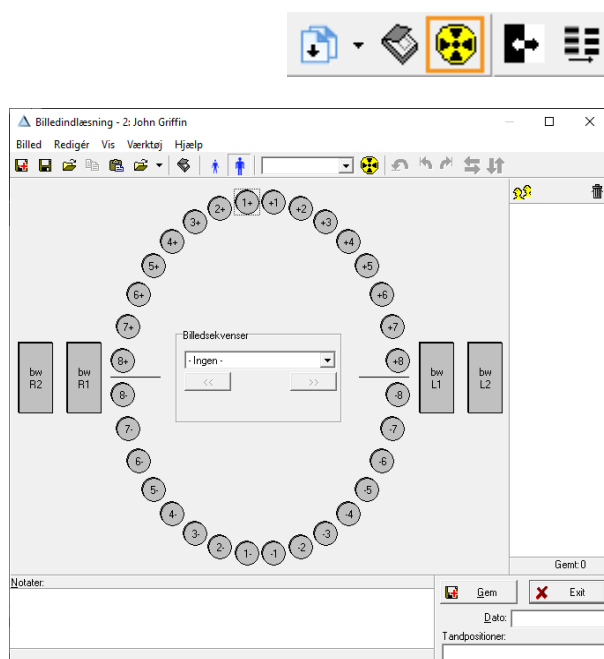 Billedindlæsning - 2: John Griffin
Billed Redigér Vis Værktøj Hjælp
1+ +1
2+ +2
3+ +3
4+ +4
5+ +5
6+ +6
7+ +7
8+ +8
Billedsekvenser
- Ingen -
<< >>
bw R2
bw R1
bw L1
bw L2
8- -8
7- -7
6- -6
5- -5
4- -4
3- -3
2- -2
1- -1
Gemt: 0
Notater:
Gem Exit
Dato:
Tandpositioner: